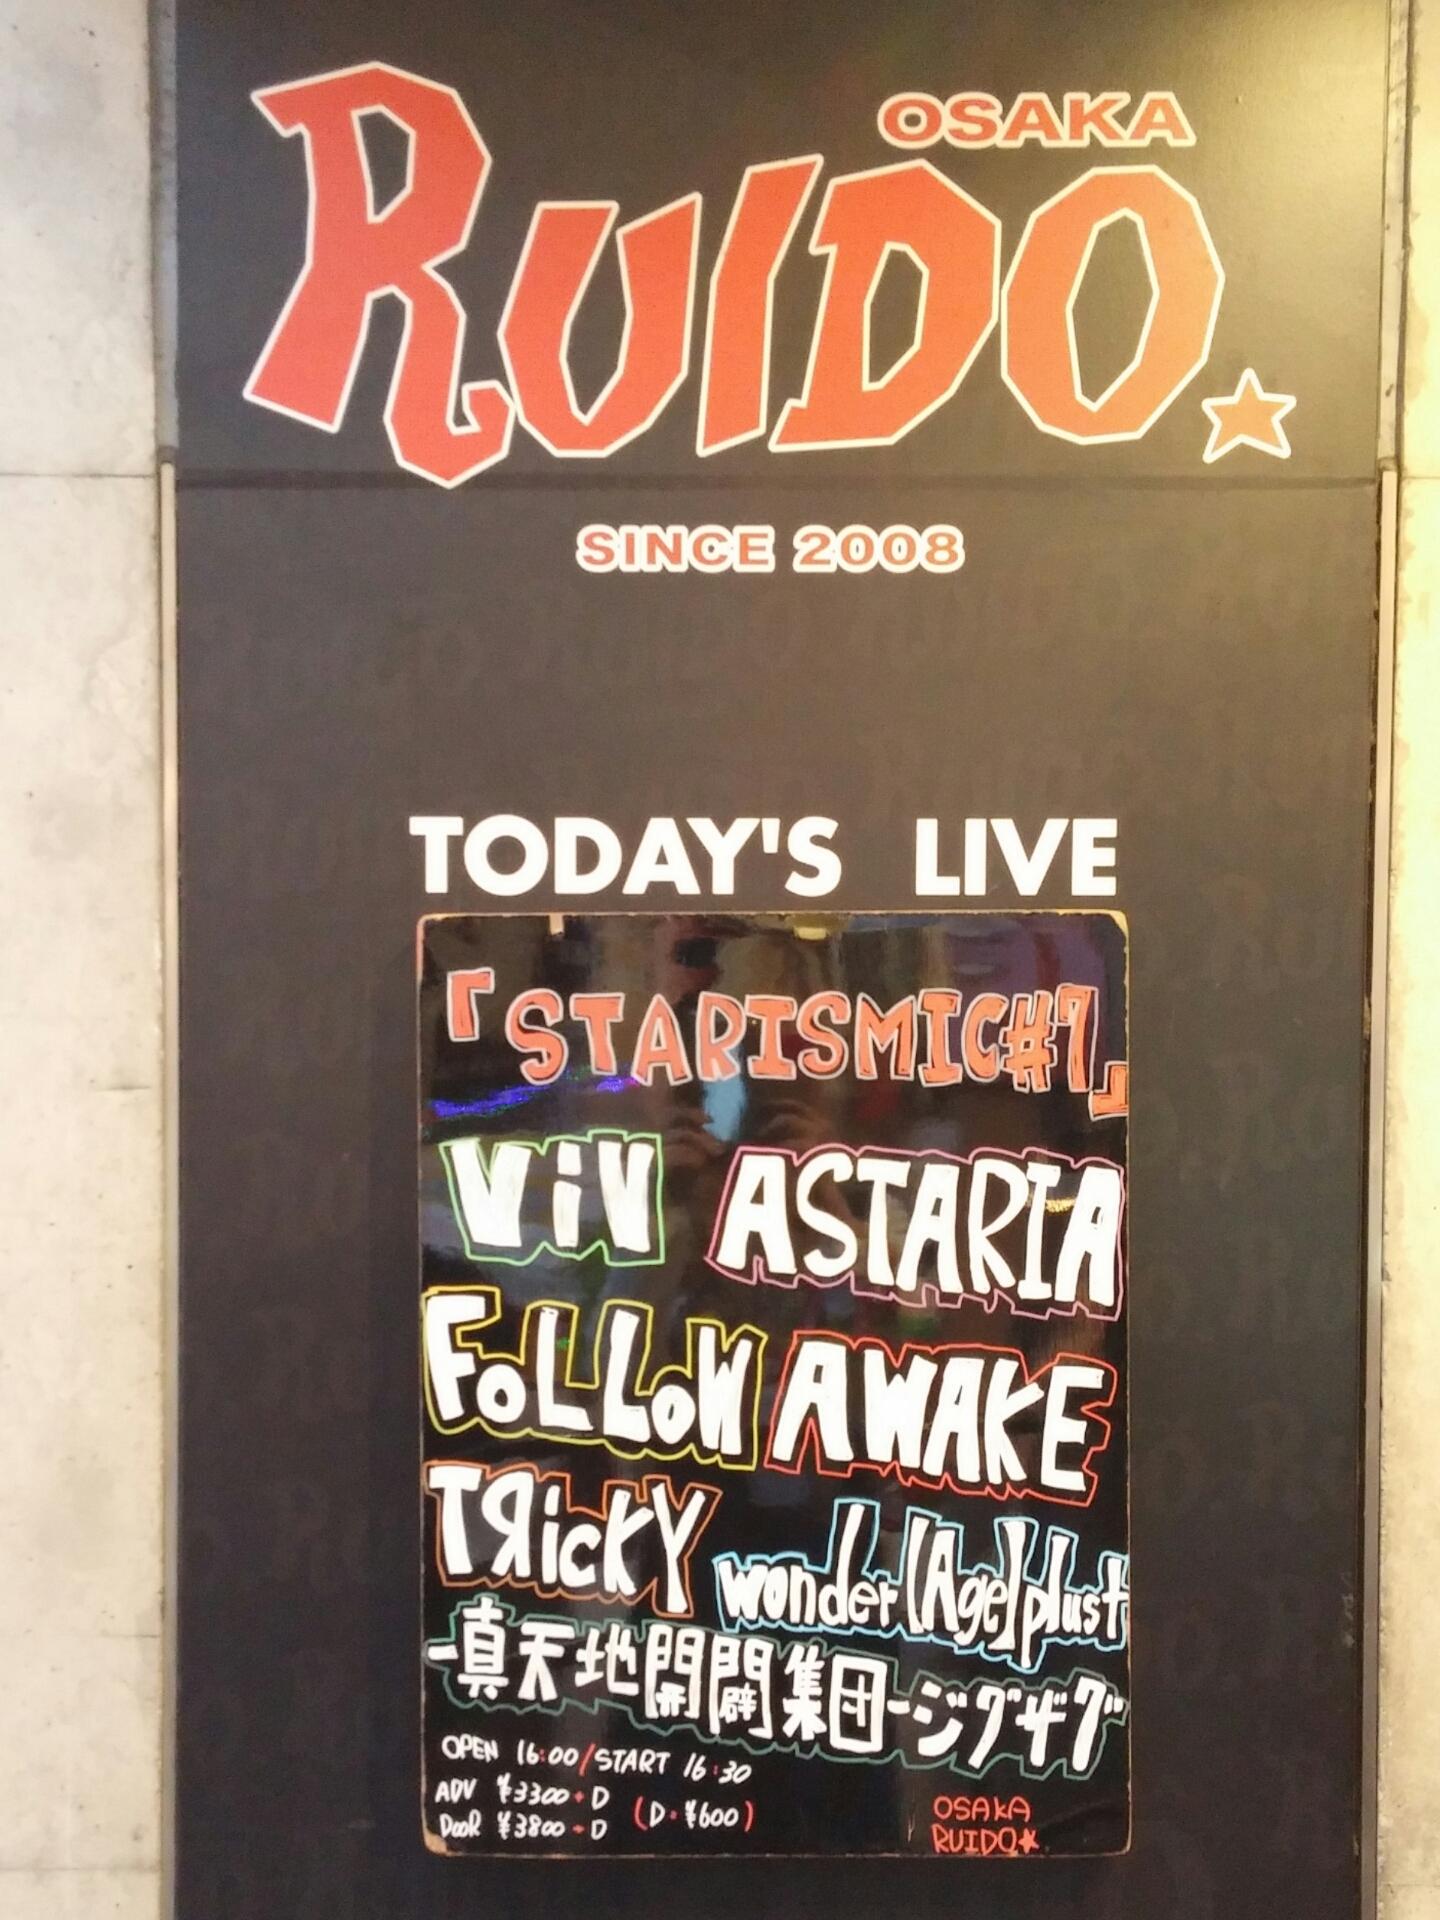 OSAKA
RUIDO.
SINCE 2008
TODAY'S LIVE
『STARISMIC#7』
ViV ASTARIA
FoLLoW AWAKE
TЯicKY wonder[Age]plust
-真天地開闢集団-ジグザグ
OPEN 16:00/START 16:30
ADV ¥3300+D
DooR ¥3800+D (D・¥600)
OSAKA
RUIDO★